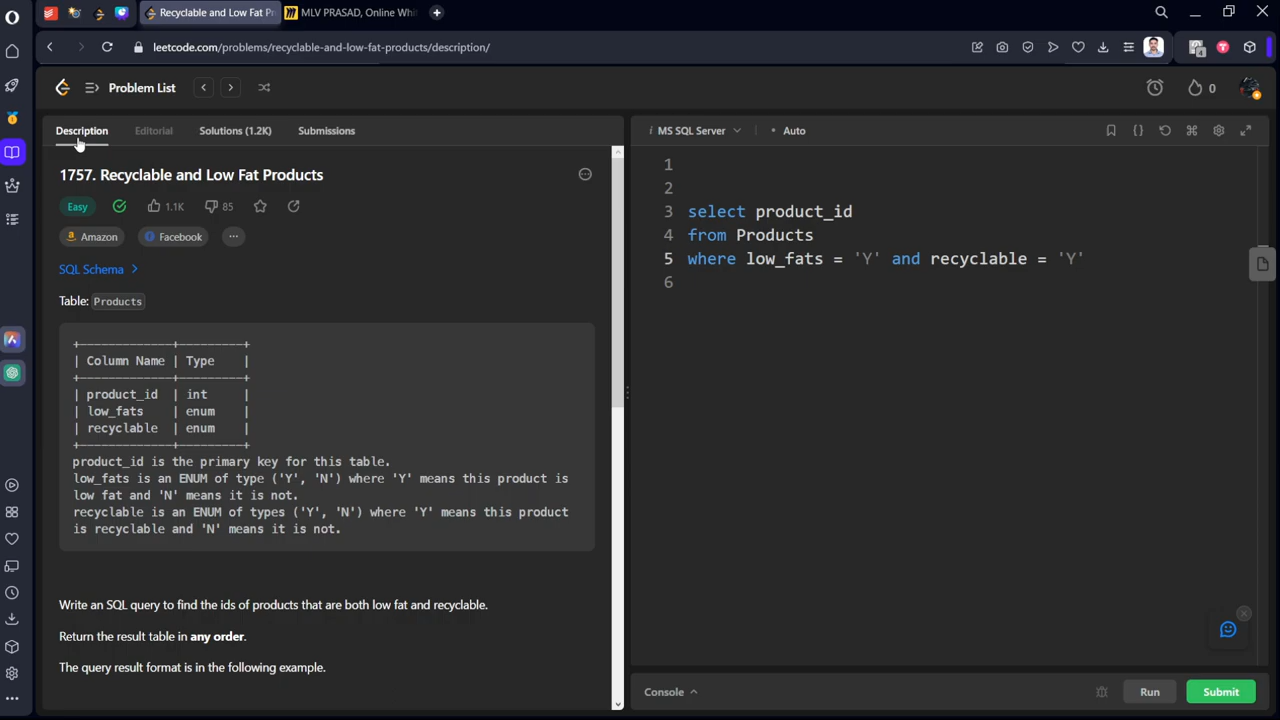 Recyclable and Low Fat Pr
MLV PRASAD, Online Whit
leetcode.com/problems/recyclable-and-low-fat-products/description/
4
Problem List
0
Description
Editorial
Solutions (1.2K)
Submissions
1757. Recyclable and Low Fat Products
Easy
1.1K
85
Amazon
Facebook
SQL Schema
Table: Products
+-------------+---------+
| Column Name | Type    |
+-------------+---------+
| product_id  | int     |
| low_fats    | enum    |
| recyclable  | enum    |
+-------------+---------+
product_id is the primary key for this table.
low_fats is an ENUM of type ('Y', 'N') where 'Y' means this product is
low fat and 'N' means it is not.
recyclable is an ENUM of types ('Y', 'N') where 'Y' means this product
is recyclable and 'N' means it is not.
Write an SQL query to find the ids of products that are both low fat and recyclable.
Return the result table in any order.
The query result format is in the following example.
i MS SQL Server
• Auto
1
2
3 select product_id
4 from Products
5 where low_fats = 'Y' and recyclable = 'Y'
6
Console
Run
Submit